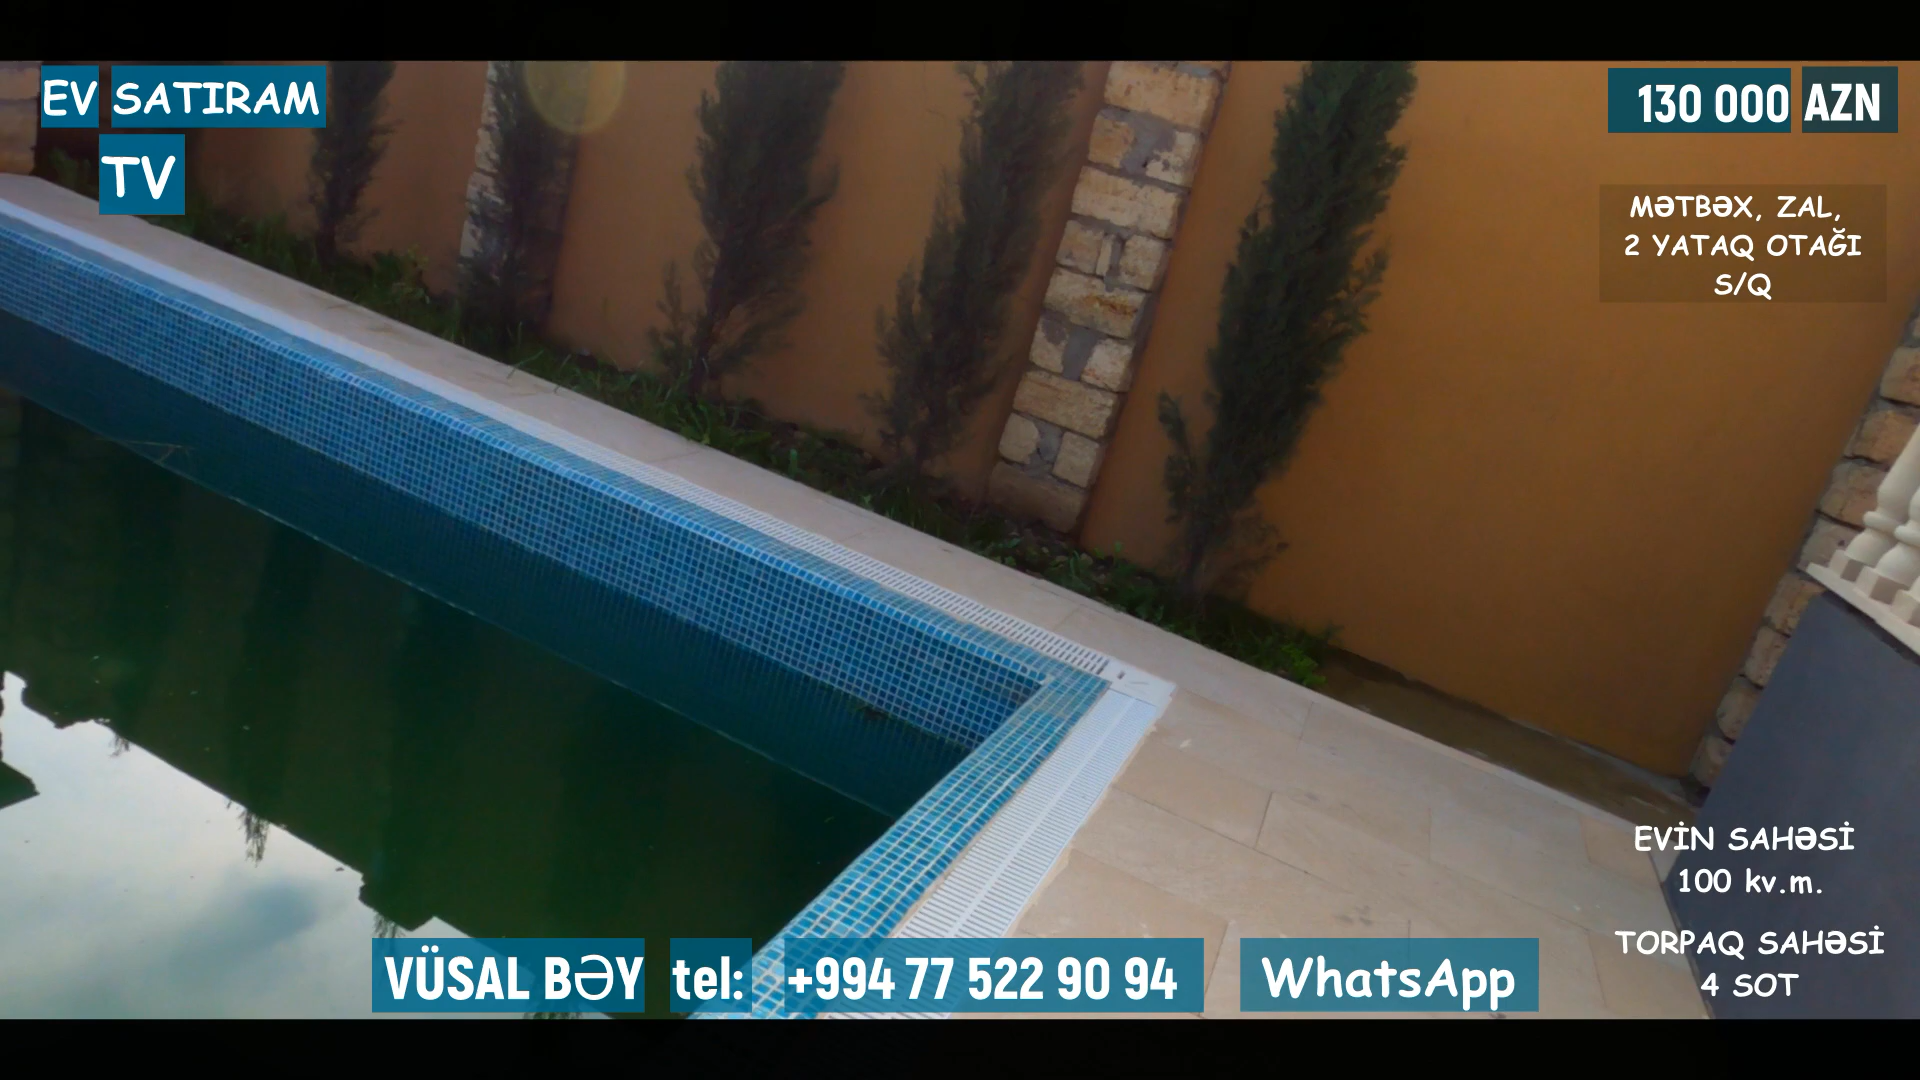 EV SATIRAM
TV
130 000 AZN
MƏTBƏX, ZAL,
2 YATAQ OTAĞI
S/Q
EVİN SAHƏSİ
100 kv.m.
TORPAQ SAHƏSİ
4 SOT
VÜSAL BƏY tel: +994 77 522 90 94 WhatsApp